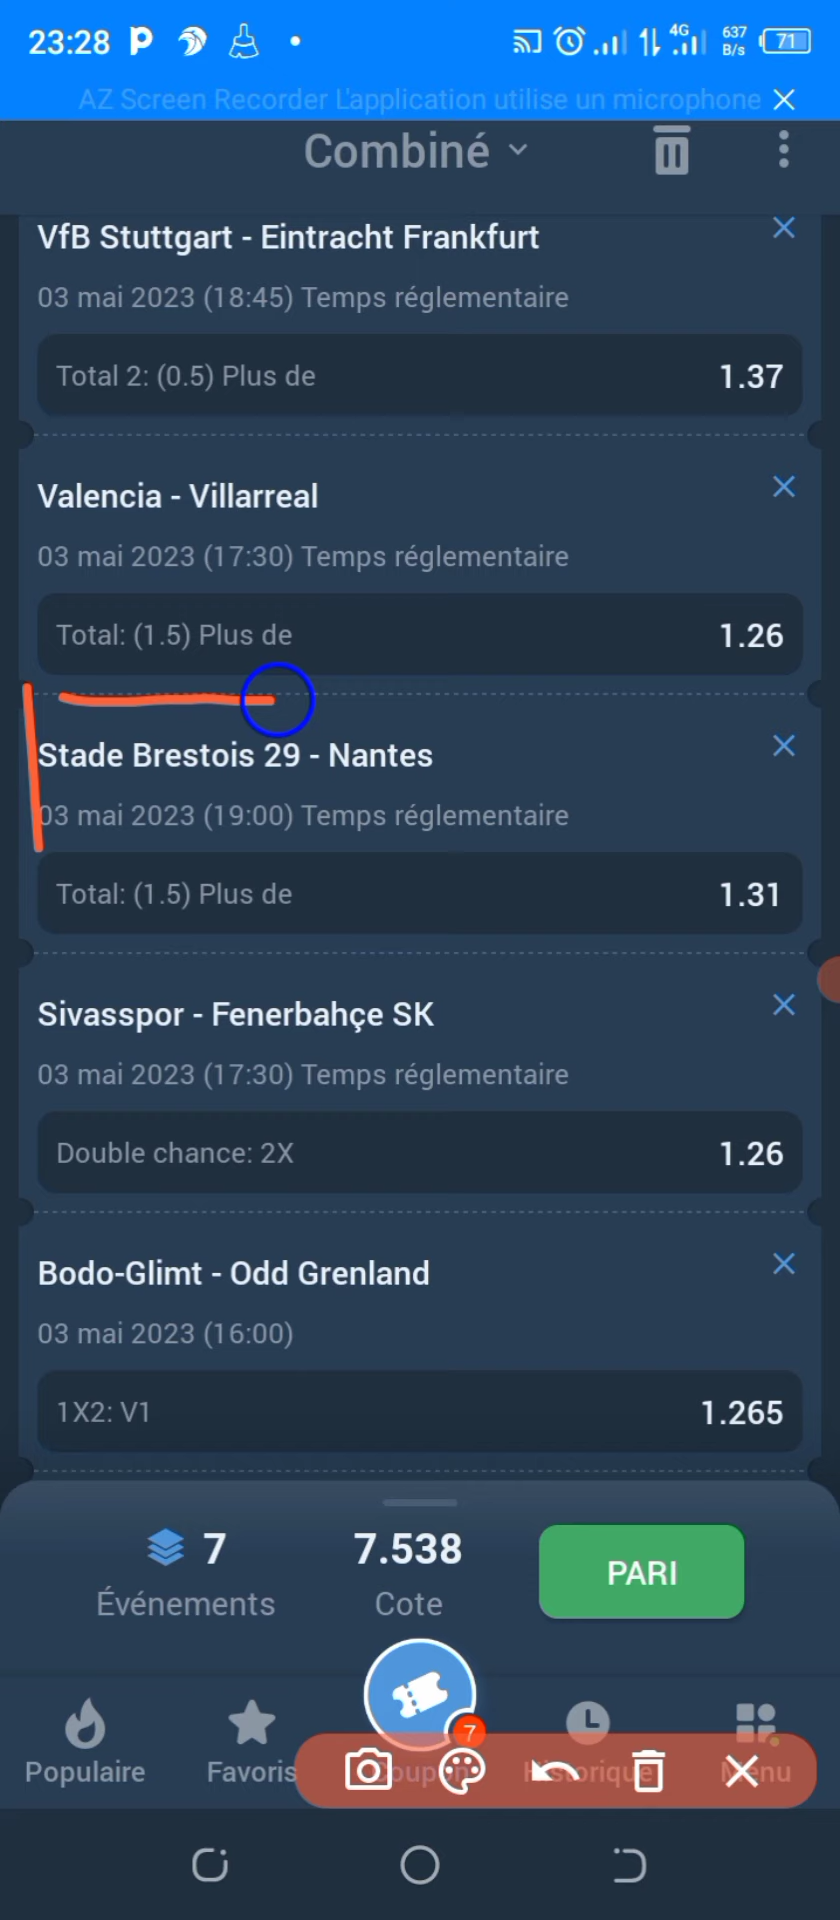 23:28
4G
637
B/s
71
AZ Screen Recorder L'application utilise un microphone
Combiné
VfB Stuttgart - Eintracht Frankfurt
03 mai 2023 (18:45) Temps réglementaire
Total 2: (0.5) Plus de 1.37
Valencia - Villarreal
03 mai 2023 (17:30) Temps réglementaire
Total: (1.5) Plus de 1.26
Stade Brestois 29 - Nantes
03 mai 2023 (19:00) Temps réglementaire
Total: (1.5) Plus de 1.31
Sivasspor - Fenerbahçe SK
03 mai 2023 (17:30) Temps réglementaire
Double chance: 2X 1.26
Bodo-Glimt - Odd Grenland
03 mai 2023 (16:00)
1X2: V1 1.265
7 7.538 PARI
Événements Cote
7
Populaire Favoris Coupon Historique Menu